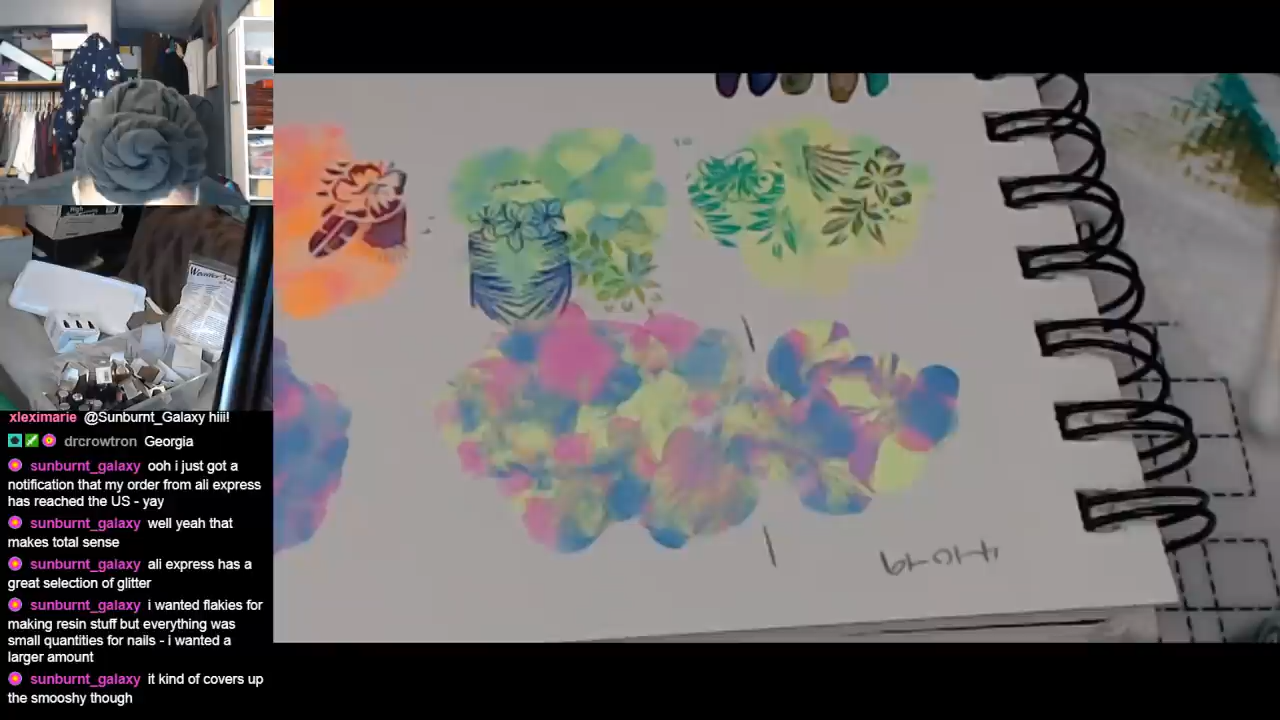 xleximarie @Sunburnt_Galaxy hiii!
drcrowtron Georgia
sunburnt_galaxy ooh i just got a
notification that my order from ali express
has reached the US - yay
sunburnt_galaxy well yeah that
makes total sense
sunburnt_galaxy ali express has a
great selection of glitter
sunburnt_galaxy i wanted flakies for
making resin stuff but everything was
small quantities for nails - i wanted a
larger amount
sunburnt_galaxy it kind of covers up
the smooshy though